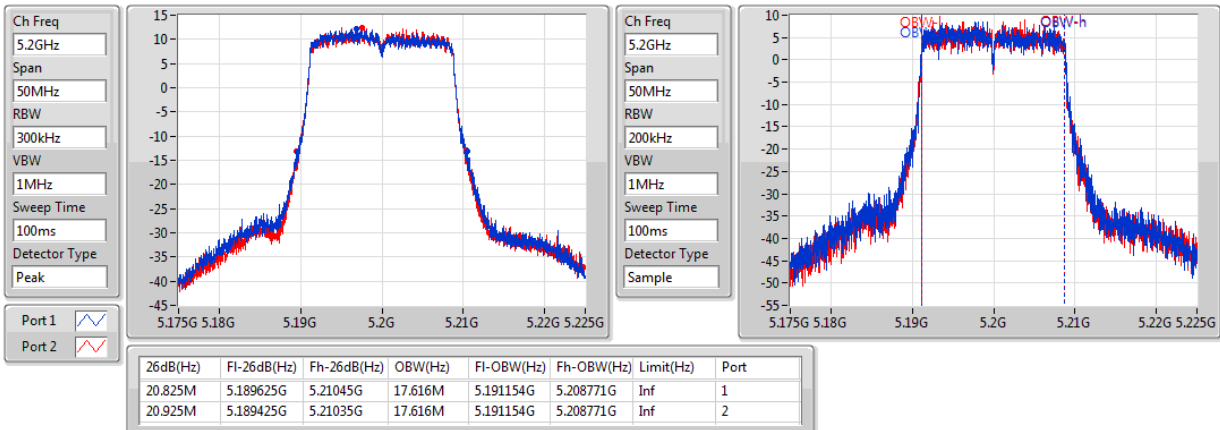 Ch Freq
5.2GHz
Span
50MHz
RBW
300kHz
VBW
1MHz
Sweep Time
100ms
Detector Type
Peak
Port 1
Port 2
15
10
5
0
-5
-10
-15
-20
-25
-30
-35
-40
-45
5.175G 5.18G 5.19G 5.2G 5.21G 5.22G 5.225G
Ch Freq
5.2GHz
Span
50MHz
RBW
200kHz
VBW
1MHz
Sweep Time
100ms
Detector Type
Sample
10
5
0
-5
-10
-15
-20
-25
-30
-35
-40
-45
-50
-55
OBW-l OBW-h
5.175G 5.18G 5.19G 5.2G 5.21G 5.22G 5.225G
26dB(Hz) Fl-26dB(Hz) Fh-26dB(Hz) OBW(Hz) Fl-OBW(Hz) Fh-OBW(Hz) Limit(Hz) Port
20.825M 5.189625G 5.21045G 17.616M 5.191154G 5.208771G Inf 1
20.925M 5.189425G 5.21035G 17.616M 5.191154G 5.208771G Inf 2